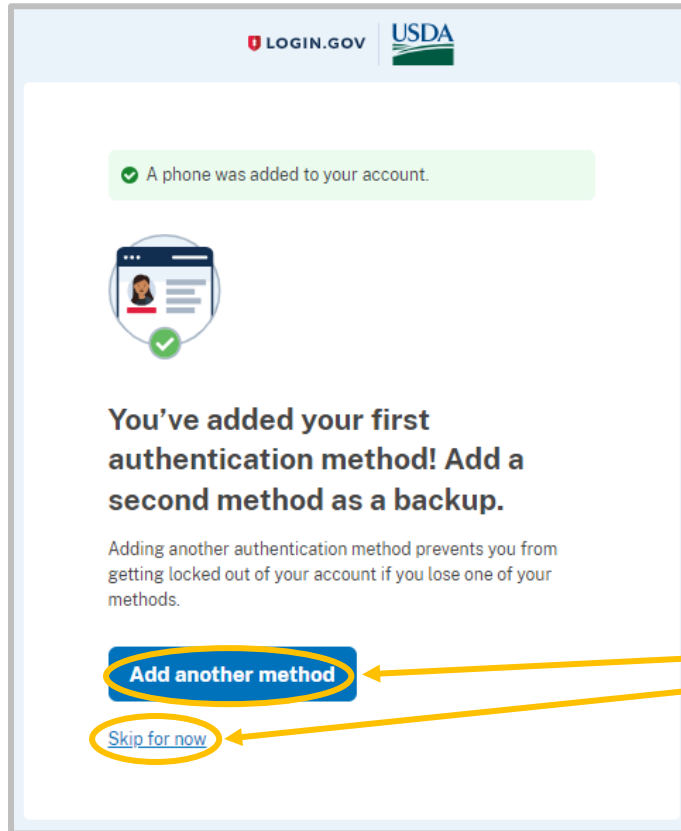 LOGIN.GOV USDA
A phone was added to your account.
You’ve added your first
authentication method! Add a
second method as a backup.
Adding another authentication method prevents you from
getting locked out of your account if you lose one of your
methods.
Add another method
Skip for now